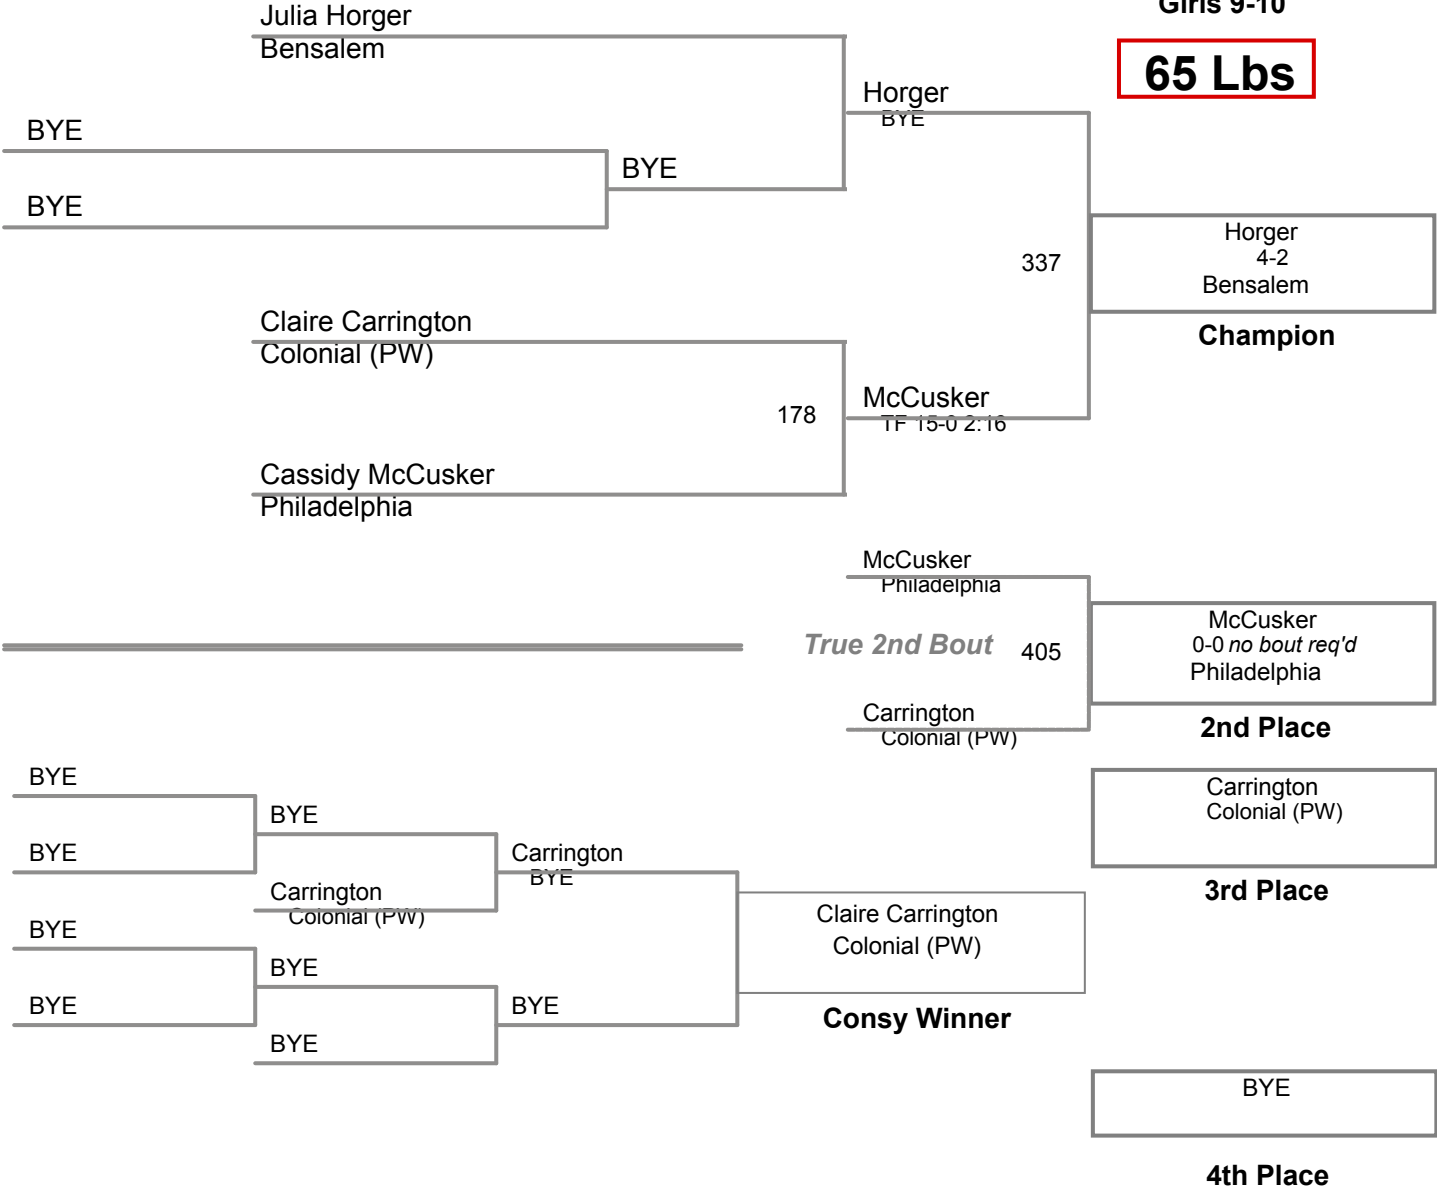 Girls 9-10
65 Lbs
Julia Horger
Bensalem
Horger
BYE
BYE
BYE
BYE
Horger
4-2
Bensalem
337
Champion
Claire Carrington
Colonial (PW)
McCusker
TF 15-0 2:16
178
Cassidy McCusker
Philadelphia
McCusker
Philadelphia
True 2nd Bout
405
McCusker
0-0 no bout req'd
Philadelphia
Carrington
Colonial (PW)
2nd Place
BYE
BYE
BYE
Carrington
Colonial (PW)
Carrington
BYE
Carrington
Colonial (PW)
3rd Place
Claire Carrington
Colonial (PW)
BYE
BYE
BYE
BYE
BYE
Consy Winner
BYE
4th Place